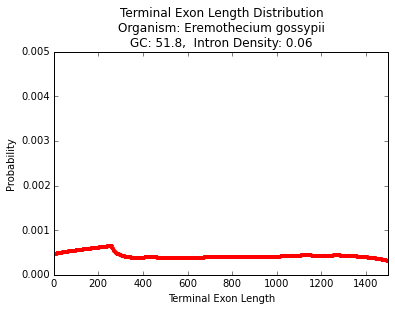 Terminal Exon Length Distribution
Organism: Eremothecium gossypii
GC: 51.8,  Intron Density: 0.06
0.005
0.004
0.003
0.002
0.001
0.000
Probability
0 200 400 600 800 1000 1200 1400
Terminal Exon Length